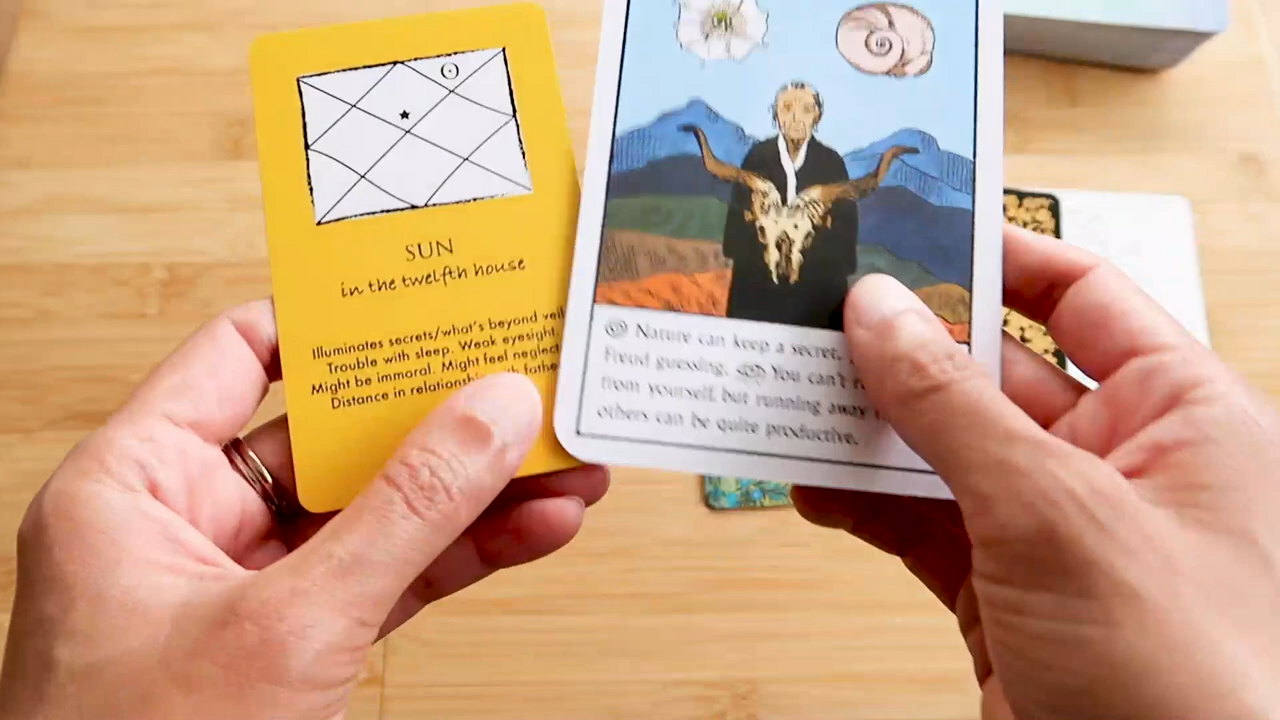 SUN
in the twelfth house
Illuminates secrets/what's beyond veil
Trouble with sleep. Weak eyesight.
Might be immoral. Might feel neglect
Distance in relationship with fathe
Nature can keep a secret,
Freud guessing. You can't
from yourself, but running away
others can be quite productive.